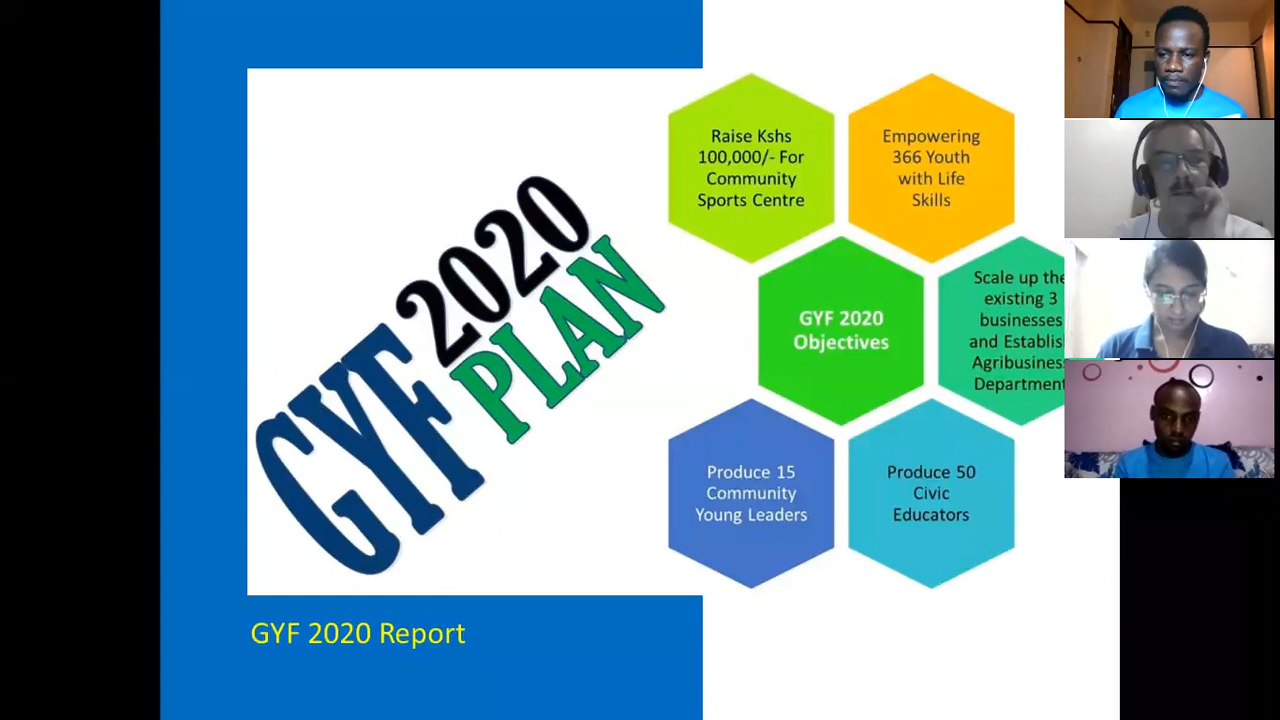 GYF 2020
PLAN
Raise Kshs
100,000/- For
Community
Sports Centre
Empowering
366 Youth
with Life
Skills
GYF 2020
Objectives
Scale up the
existing 3
businesses
and Establis
Agribusines
Department
Produce 15
Community
Young Leaders
Produce 50
Civic
Educators
GYF 2020 Report